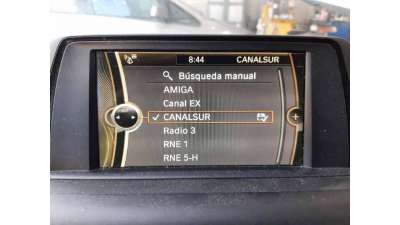 8:44 CANALSUR
Búsqueda manual
AMIGA
Canal EX
CANALSUR
Radio 3
RNE 1
RNE 5-H